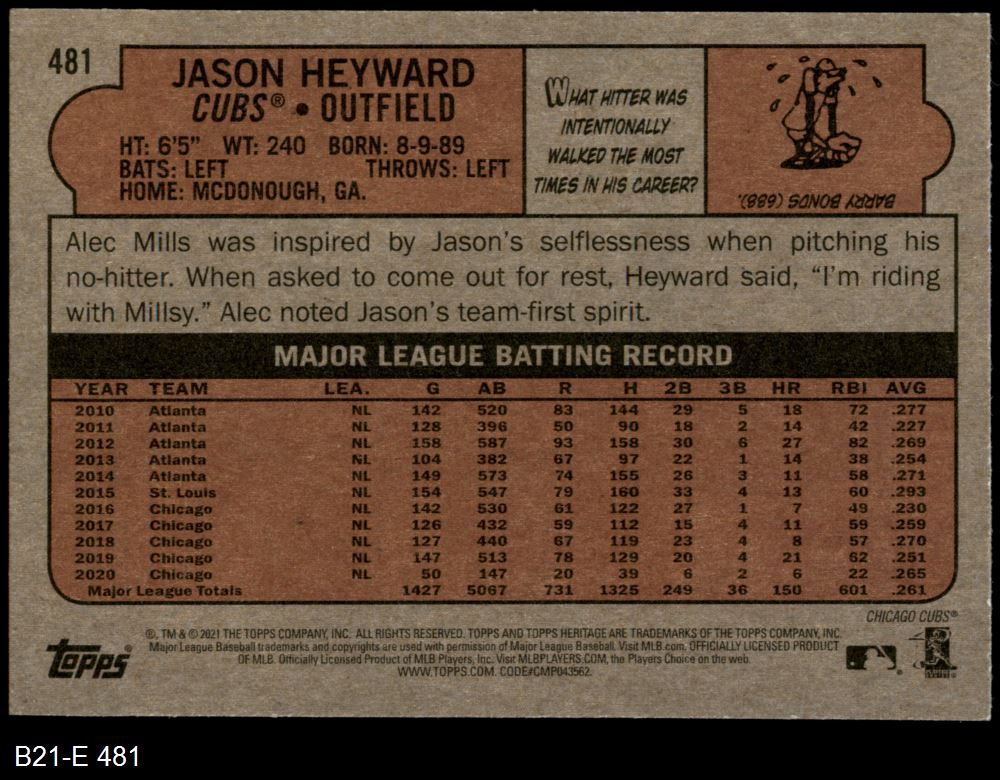 481
JASON HEYWARD
CUBS® • OUTFIELD
HT: 6'5" WT: 240 BORN: 8-9-89
BATS: LEFT THROWS: LEFT
HOME: MCDONOUGH, GA.
WHAT HITTER WAS
INTENTIONALLY
WALKED THE MOST
TIMES IN HIS CAREER?
BARRY BONDS (688).
Alec Mills was inspired by Jason's selflessness when pitching his
no-hitter. When asked to come out for rest, Heyward said, "I'm riding
with Millsy." Alec noted Jason's team-first spirit.
MAJOR LEAGUE BATTING RECORD
YEAR TEAM LEA. G AB R H 2B 3B HR RBI AVG
2010 Atlanta NL 142 520 83 144 29 5 18 72 .277
2011 Atlanta NL 128 396 50 90 18 2 14 42 .227
2012 Atlanta NL 158 587 93 158 30 6 27 82 .269
2013 Atlanta NL 104 382 67 97 22 1 14 38 .254
2014 Atlanta NL 149 573 74 155 26 3 11 58 .271
2015 St. Louis NL 154 547 79 160 33 4 13 60 .293
2016 Chicago NL 142 530 61 122 27 1 7 49 .230
2017 Chicago NL 126 432 59 112 15 4 11 59 .259
2018 Chicago NL 127 440 67 119 23 4 8 57 .270
2019 Chicago NL 147 513 78 129 20 4 21 62 .251
2020 Chicago NL 50 147 20 39 6 2 6 22 .265
Major League Totals 1427 5067 731 1325 249 36 150 601 .261
CHICAGO CUBS®
topps®
®, TM & © 2021 THE TOPPS COMPANY, INC. ALL RIGHTS RESERVED. TOPPS AND TOPPS HERITAGE ARE TRADEMARKS OF THE TOPPS COMPANY, INC.
Major League Baseball trademarks and copyrights are used with permission of Major League Baseball. Visit MLB.com. OFFICIALLY LICENSED PRODUCT
OF MLB. Officially Licensed Product of MLB Players, Inc. Visit MLBPLAYERS.COM, the Players Choice on the web.
WWW.TOPPS.COM. CODE#CMP043562.
B21-E 481